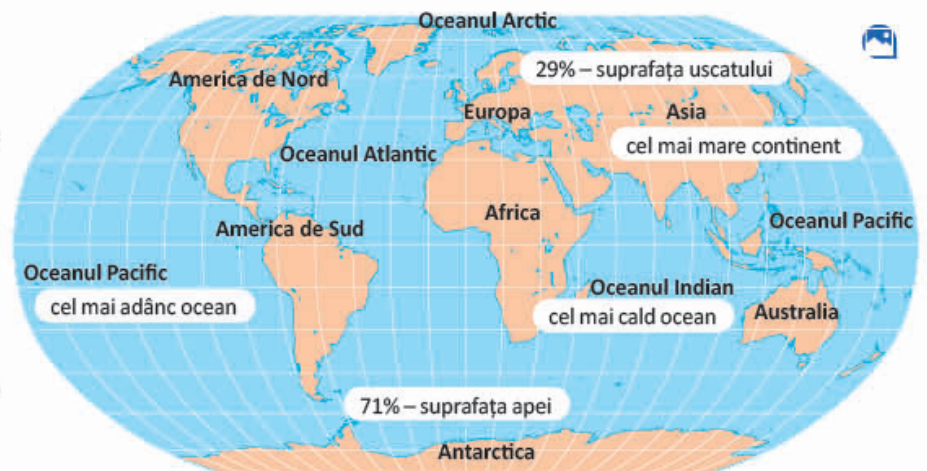 Oceanul Arctic
29% – suprafața uscatului
America de Nord
Europa
Asia
cel mai mare continent
Oceanul Atlantic
Africa
Oceanul Pacific
America de Sud
Oceanul Pacific
cel mai adânc ocean
Oceanul Indian
cel mai cald ocean
Australia
71% – suprafața apei
Antarctica